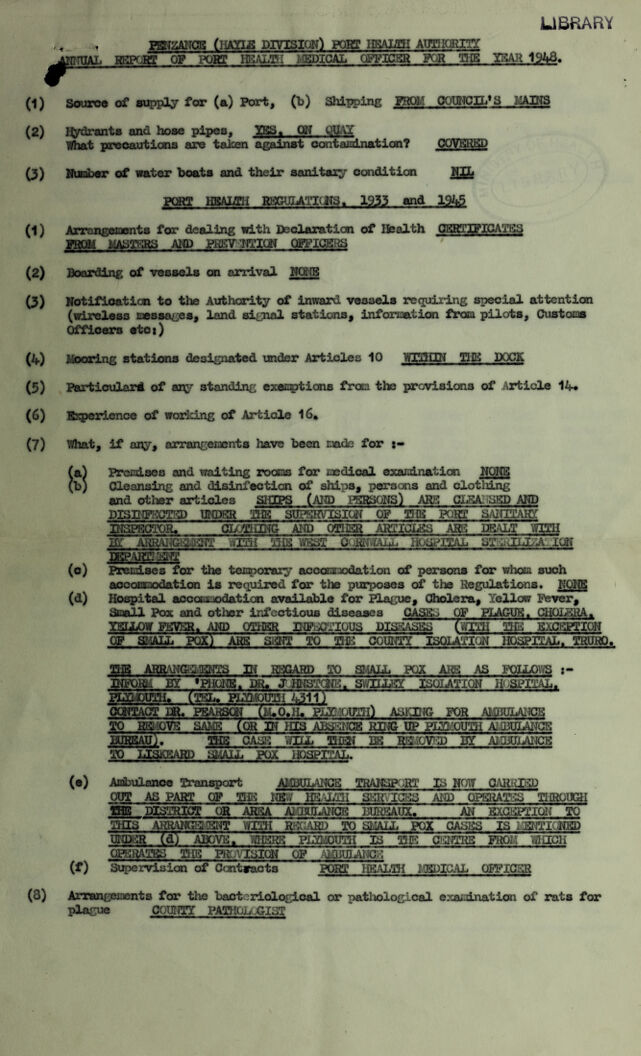 LIBRARY
PENZANCE (HAYLE DIVISION) PORT HEALTH AUTHORITY
ANNUAL REPORT OF PORT HEALTH MEDICAL OFFICER FOR THE YEAR 1948.
(1) Source of supply for (a) Port, (b) Shipping FROM COUNCIL'S MAINS
(2) Hydrants and hose pipes, YES. ON QUAY
What precautions are taken against contamination? COVERED
(3) Number of water boats and their sanitary condition NIL
PORT HEALTH REGULATIONS. 1933 and 1945
(1) Arrangements for dealing with Declaration of Health CERTIFICATES
FROM MASTERS AND PREVENTION OFFICERS
(2) Boarding of vessels on arrival NONE
(3) Notification to the Authority of inward vessels requiring special attention
(wireless messages, land signal stations, information from pilots, Customs
Officers etc:)
(4) Mooring stations designated under Articles 10 WITHIN THE DOCK
(5) Particulars of any standing exemptions from the provisions of Article 14.
(6) Experience of working of Article 16.
(7) What, if any, arrangements have been made for :-
(a) Premises and waiting rooms for medical examination NONE
(b) Cleansing and disinfection of ships, persons and clothing
and other articles SHIPS (AND PERSONS) ARE CLEANSED AND
DISINFECTED UNDER THE SUPERVISION OF THE PORT SANITARY
INSPECTOR. CLOTHING AND OTHER ARTICLES ARE DEALT WITH
BY ARRANGEMENT WITH THE WEST CORNWALL HOSPITAL STERILIZATION
DEPARTMENT
(c) Premises for the temporary accommodation of persons for whom such
accommodation is required for the purposes of the Regulations. NONE
(d) Hospital accommodation available for Plague, Cholera, Yellow Fever,
Small Pox and other infectious diseases CASES OF PLAGUE, CHOLERA,
YELLOW FEVER, AND OTHER INFECTIOUS DISEASES (WITH THE EXCEPTION
OF SMALL POX) ARE SENT TO THE COUNTY ISOLATION HOSPITAL, TRURO.
THE ARRANGEMENTS IN REGARD TO SMALL POX ARE AS FOLLOWS :-
INFORM BY 'PHONE, DR. JOHNSTONE, SWILLEY ISOLATION HOSPITAL,
PLYMOUTH. (TEL. PLYMOUTH 4311)
CONTACT DR. PEARSON (M.O.H. PLYMOUTH) ASKING FOR AMBULANCE
TO REMOVE SAME (OR IN HIS ABSENCE RING UP PLYMOUTH AMBULANCE
BUREAU). THE CASE WILL THEN BE REMOVED BY AMBULANCE
TO LISKEARD SMALL POX HOSPITAL.
(e) Ambulance Transport AMBULANCE TRANSPORT IS NOW CARRIED
OUT AS PART OF THE NEW HEALTH SERVICES AND OPERATES THROUGH
THE DISTRICT OR AREA AMBULANCE BUREAUX. AN EXCEPTION TO
THIS ARRANGEMENT WITH REGARD TO SMALL POX CASES IS MENTIONED
UNDER (d) ABOVE, WHERE PLYMOUTH IS THE CENTRE FROM WHICH
OPERATES THE PROVISION OF AMBULANCE
(f) Supervision of Contacts PORT HEALTH MEDICAL OFFICER
(8) Arrangements for the bacteriological or pathological examination of rats for
plague COUNTY PATHOLOGIST